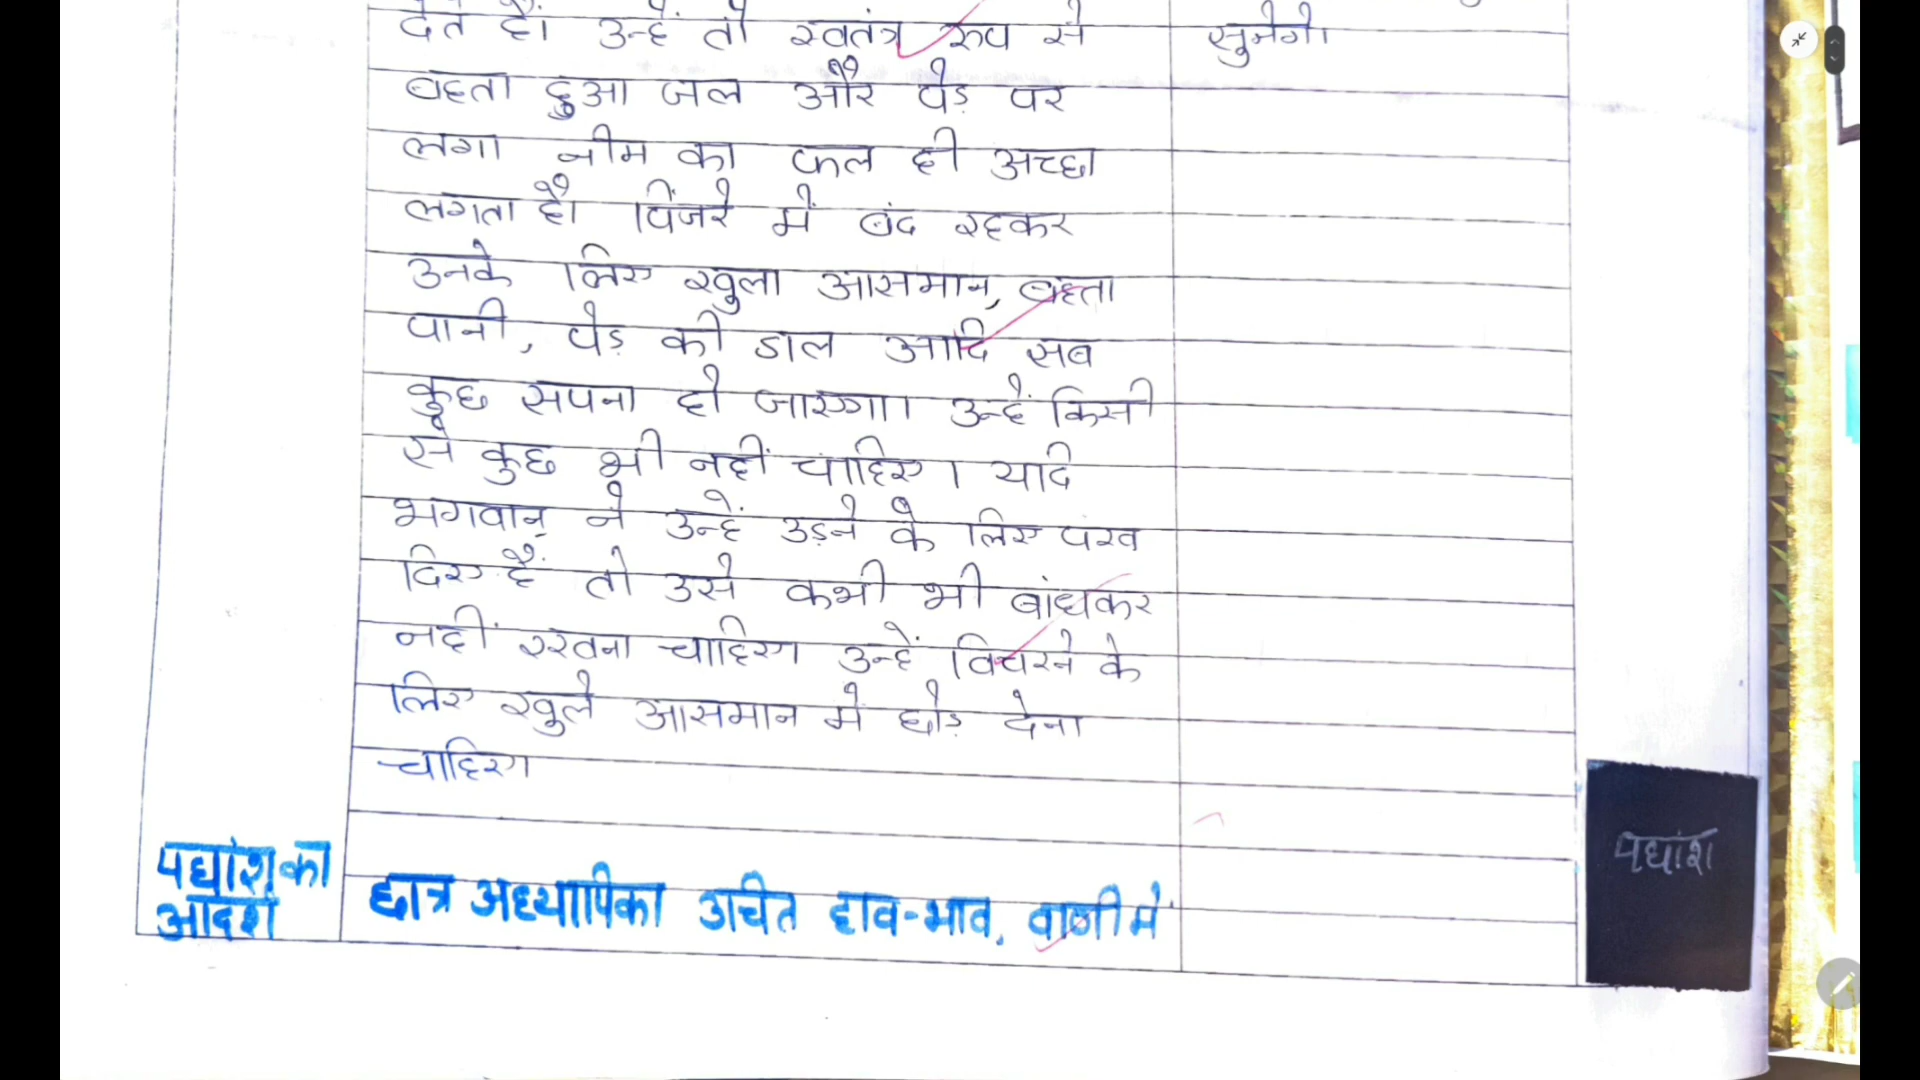 देते हैं। उन्हें तो स्वतंत्र रूप से
सुनेंगे।
बहता हुआ जल और पेड़ पर
लगा नीम का फल ही अच्छा
लगता है। पिंजरे में बंद रहकर
उनके लिए खुला आसमान, बहता
पानी, पेड़ की डाल आदि सब
कुछ सपना हो जाएगा। उन्हें किसी
से कुछ भी नहीं चाहिए। यदि
भगवान् ने उन्हें उड़ने के लिए पंख
दिए हैं तो उसे कभी भी बांधकर
नहीं रखना चाहिए। उन्हें विचरने के
लिए खुले आसमान में छोड़ देना
चाहिए।
पद्यांश का
आदर्श
छात्र अध्यापिका उचित हाव-भाव, वाणी में
पद्यांश